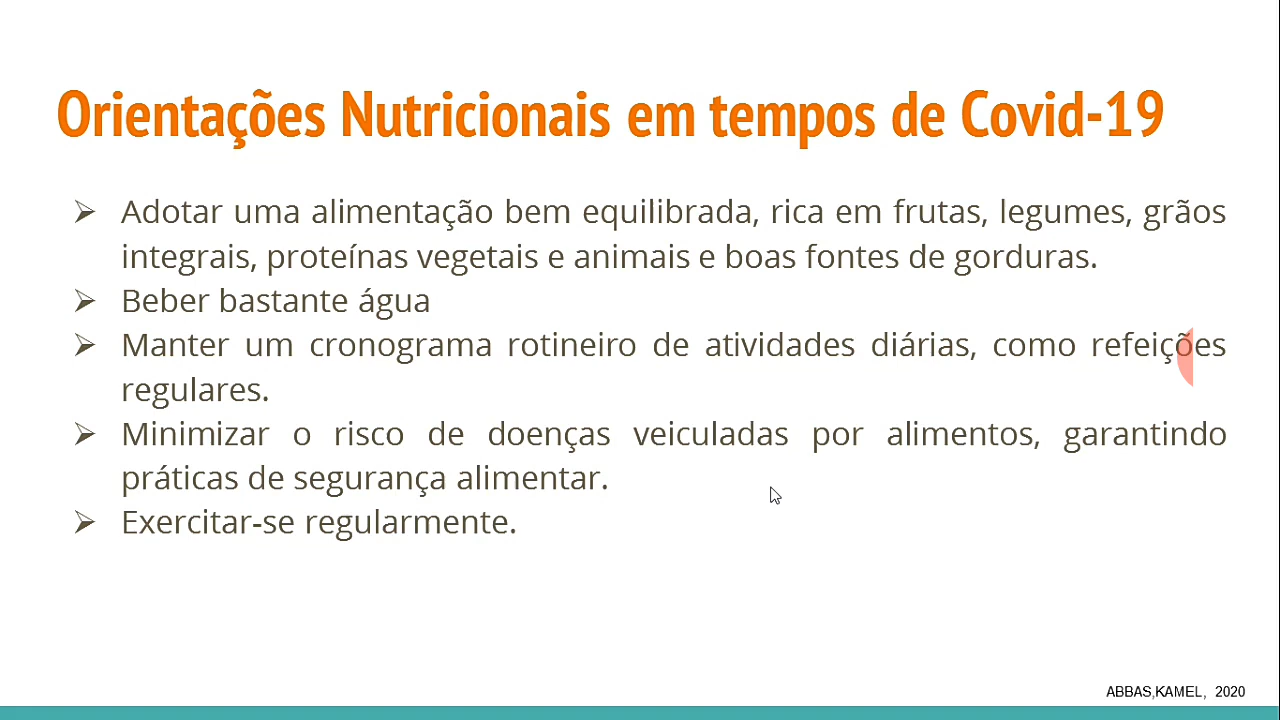 Orientações Nutricionais em tempos de Covid-19
➢ Adotar uma alimentação bem equilibrada, rica em frutas, legumes, grãos
integrais, proteínas vegetais e animais e boas fontes de gorduras.
➢ Beber bastante água
➢ Manter um cronograma rotineiro de atividades diárias, como refeições
regulares.
➢ Minimizar o risco de doenças veiculadas por alimentos, garantindo
práticas de segurança alimentar.
➢ Exercitar-se regularmente.
ABBAS,KAMEL, 2020